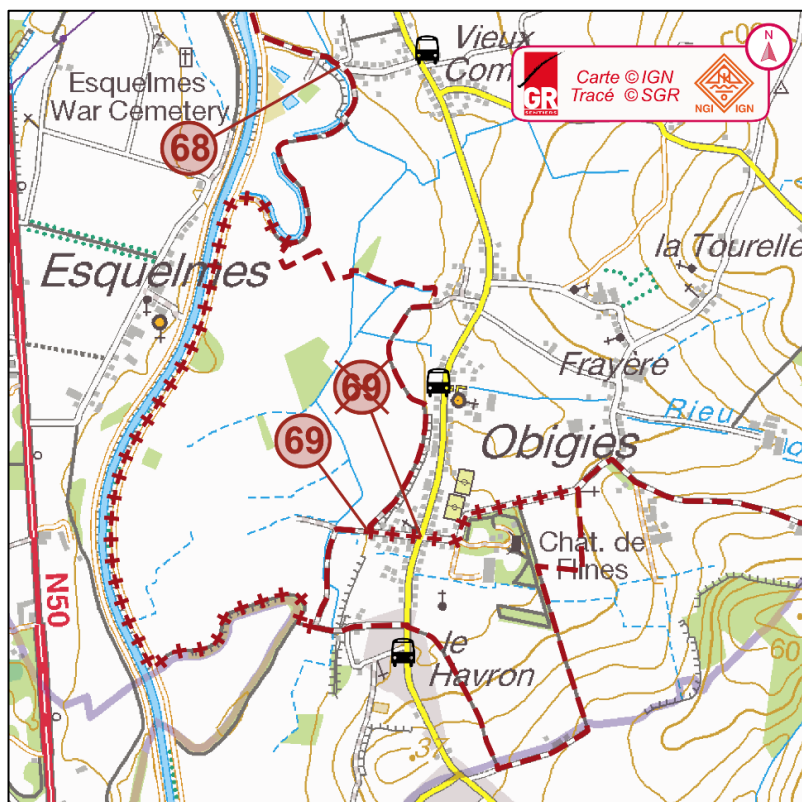 Vieux
Com
Carte © IGN
Tracé © SGR
GR
SENTIERS
NGI IGN
N
Esquelmes
War Cemetery
68
Esquelmes
la Tourelle
Frayère
69
69
Obigies
Rieu
d
Chat. de
Flines
N50
le
Havron
60
37